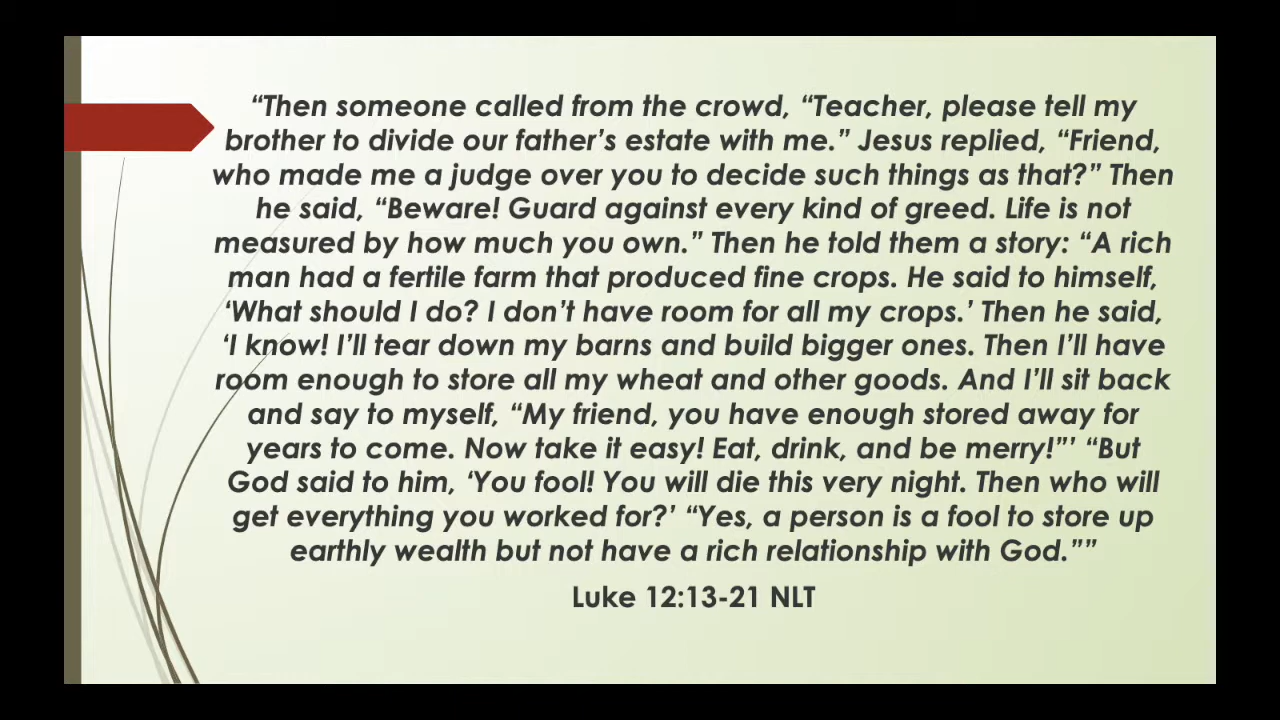 “Then someone called from the crowd, “Teacher, please tell my
brother to divide our father’s estate with me.” Jesus replied, “Friend,
who made me a judge over you to decide such things as that?” Then
he said, “Beware! Guard against every kind of greed. Life is not
measured by how much you own.” Then he told them a story: “A rich
man had a fertile farm that produced fine crops. He said to himself,
‘What should I do? I don’t have room for all my crops.’ Then he said,
‘I know! I’ll tear down my barns and build bigger ones. Then I’ll have
room enough to store all my wheat and other goods. And I’ll sit back
and say to myself, “My friend, you have enough stored away for
years to come. Now take it easy! Eat, drink, and be merry!”’ “But
God said to him, ‘You fool! You will die this very night. Then who will
get everything you worked for?’ “Yes, a person is a fool to store up
earthly wealth but not have a rich relationship with God.””
Luke 12:13-21 NLT